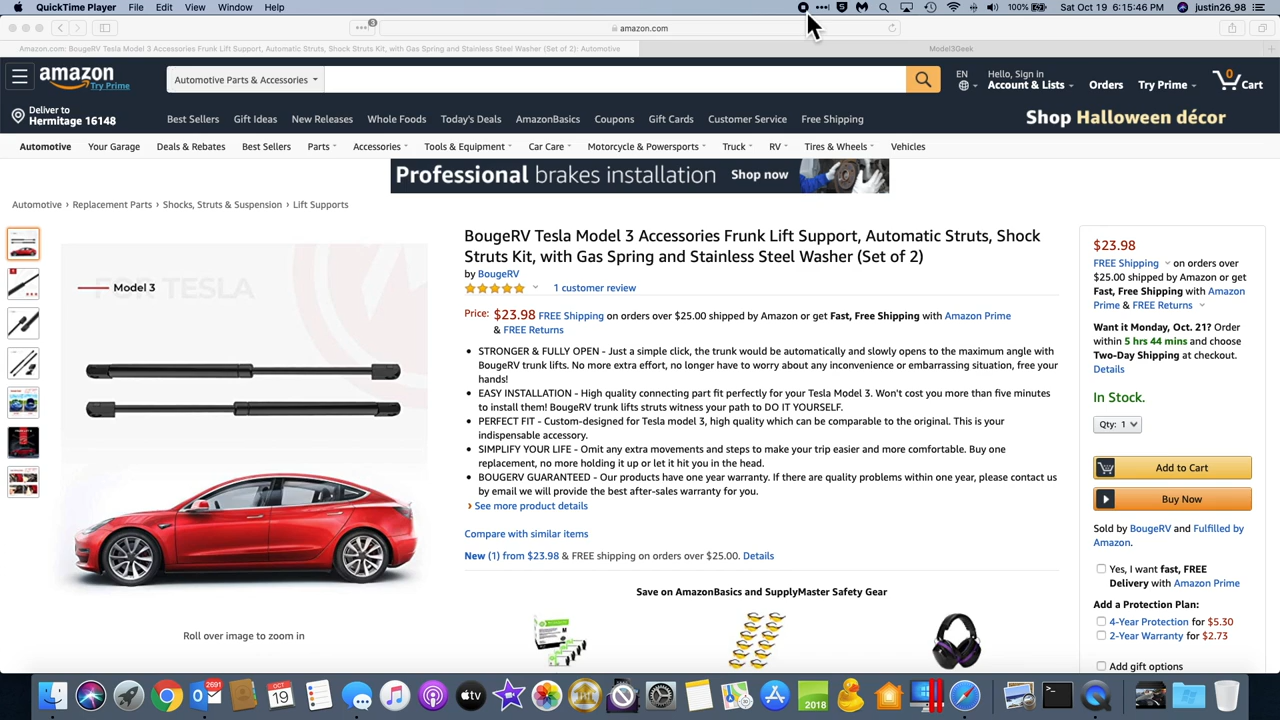 QuickTime Player File Edit View Window Help 100% Sat Oct 19 6:15:46 PM justin26_98
3 amazon.com
Amazon.com: BougeRV Tesla Model 3 Accessories Frunk Lift Support, Automatic Struts, Shock Struts Kit, with Gas Spring and Stainless Steel Washer (Set of 2): Automotive Model3Geek
amazon Try Prime
Automotive Parts & Accessories
EN
Hello, Sign in
Account & Lists Orders Try Prime 0 Cart
Deliver to
Hermitage 16148
Best Sellers Gift Ideas New Releases Whole Foods Today's Deals AmazonBasics Coupons Gift Cards Customer Service Free Shipping
Shop Halloween décor
Automotive Your Garage Deals & Rebates Best Sellers Parts Accessories Tools & Equipment Car Care Motorcycle & Powersports Truck RV Tires & Wheels Vehicles
Professional brakes installation Shop now
Automotive › Replacement Parts › Shocks, Struts & Suspension › Lift Supports
FOR TESLA
Model 3
Roll over image to zoom in
BougeRV Tesla Model 3 Accessories Frunk Lift Support, Automatic Struts, Shock
Struts Kit, with Gas Spring and Stainless Steel Washer (Set of 2)
by BougeRV
1 customer review
Price: $23.98 FREE Shipping on orders over $25.00 shipped by Amazon or get Fast, Free Shipping with Amazon Prime
& FREE Returns
• STRONGER & FULLY OPEN - Just a simple click, the trunk would be automatically and slowly opens to the maximum angle with
BougeRV trunk lifts. No more extra effort, no longer have to worry about any inconvenience or embarrassing situation, free your
hands!
• EASY INSTALLATION - High quality connecting part fit perfectly for your Tesla Model 3. Won't cost you more than five minutes
to install them! BougeRV trunk lifts struts witness your path to DO IT YOURSELF.
• PERFECT FIT - Custom-designed for Tesla model 3, high quality which can be comparable to the original. This is your
indispensable accessory.
• SIMPLIFY YOUR LIFE - Omit any extra movements and steps to make your trip easier and more comfortable. Buy one
replacement, no more holding it up or let it hit you in the head.
• BOUGERV GUARANTEED - Our products have one year warranty. If there are quality problems within one year, please contact us
by email we will provide the best after-sales warranty for you.
› See more product details
Compare with similar items
New (1) from $23.98 & FREE shipping on orders over $25.00. Details
Save on AmazonBasics and SupplyMaster Safety Gear
$23.98
FREE Shipping on orders over
$25.00 shipped by Amazon or get
Fast, Free Shipping with Amazon
Prime & FREE Returns
Want it Monday, Oct. 21? Order
within 5 hrs 44 mins and choose
Two-Day Shipping at checkout.
Details
In Stock.
Qty: 1
Add to Cart
Buy Now
Sold by BougeRV and Fulfilled by
Amazon.
Yes, I want fast, FREE
Delivery with Amazon Prime
Add a Protection Plan:
4-Year Protection for $5.30
2-Year Warranty for $2.73
Add gift options
2691
OCT
19
tv
2018